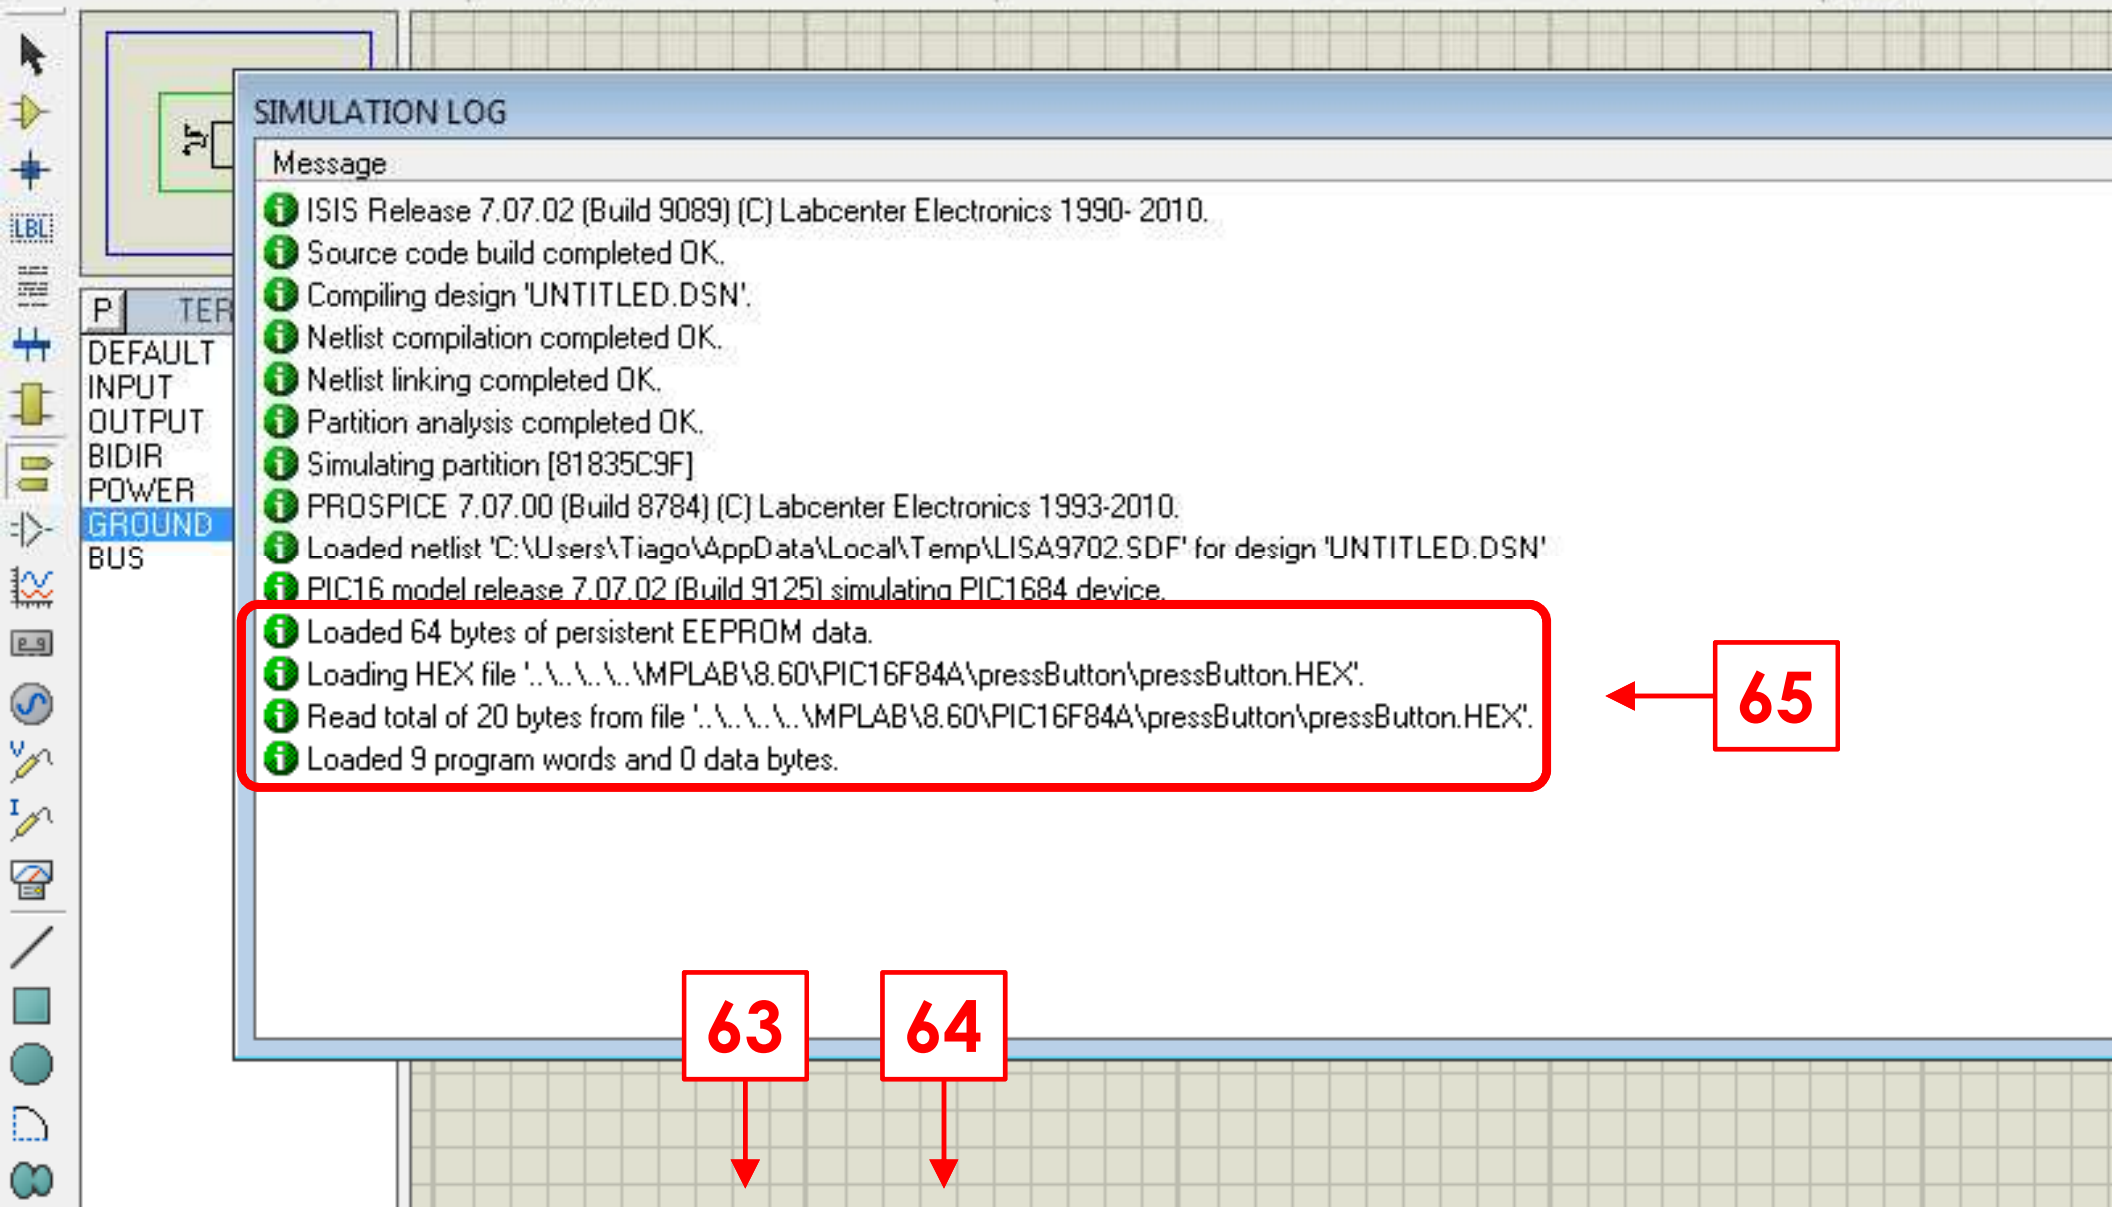 SIMULATION LOG
Message
ISIS Release 7.07.02 (Build 9089) (C) Labcenter Electronics 1990- 2010.
Source code build completed OK.
Compiling design 'UNTITLED.DSN'.
Netlist compilation completed OK.
Netlist linking completed OK.
Partition analysis completed OK.
Simulating partition [81835C9F]
PROSPICE 7.07.00 (Build 8784) (C) Labcenter Electronics 1993-2010.
Loaded netlist 'C:\Users\Tiago\AppData\Local\Temp\LISA9702.SDF' for design 'UNTITLED.DSN'
PIC16 model release 7.07.02 (Build 9125) simulating PIC1684 device.
Loaded 64 bytes of persistent EEPROM data.
Loading HEX file '..\..\..\..\MPLAB\8.60\PIC16F84A\pressButton\pressButton.HEX'.
Read total of 20 bytes from file '..\..\..\..\MPLAB\8.60\PIC16F84A\pressButton\pressButton.HEX'.
Loaded 9 program words and 0 data bytes.
65
63
64
LBL
P TER
DEFAULT
INPUT
OUTPUT
BIDIR
POWER
GROUND
BUS
V
I